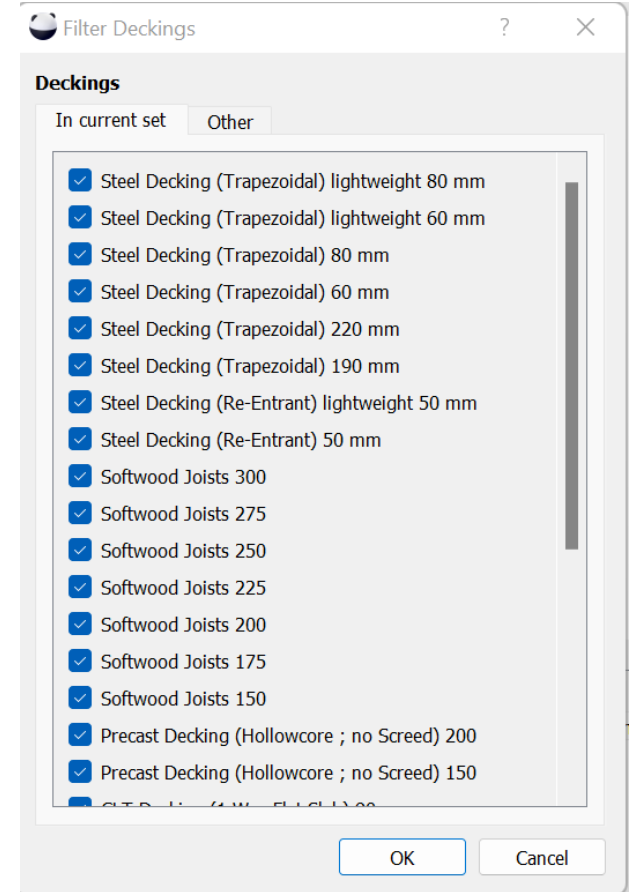 Filter Deckings
Deckings
In current set Other
Steel Decking (Trapezoidal) lightweight 80 mm
Steel Decking (Trapezoidal) lightweight 60 mm
Steel Decking (Trapezoidal) 80 mm
Steel Decking (Trapezoidal) 60 mm
Steel Decking (Trapezoidal) 220 mm
Steel Decking (Trapezoidal) 190 mm
Steel Decking (Re-Entrant) lightweight 50 mm
Steel Decking (Re-Entrant) 50 mm
Softwood Joists 300
Softwood Joists 275
Softwood Joists 250
Softwood Joists 225
Softwood Joists 200
Softwood Joists 175
Softwood Joists 150
Precast Decking (Hollowcore ; no Screed) 200
Precast Decking (Hollowcore ; no Screed) 150
OK Cancel